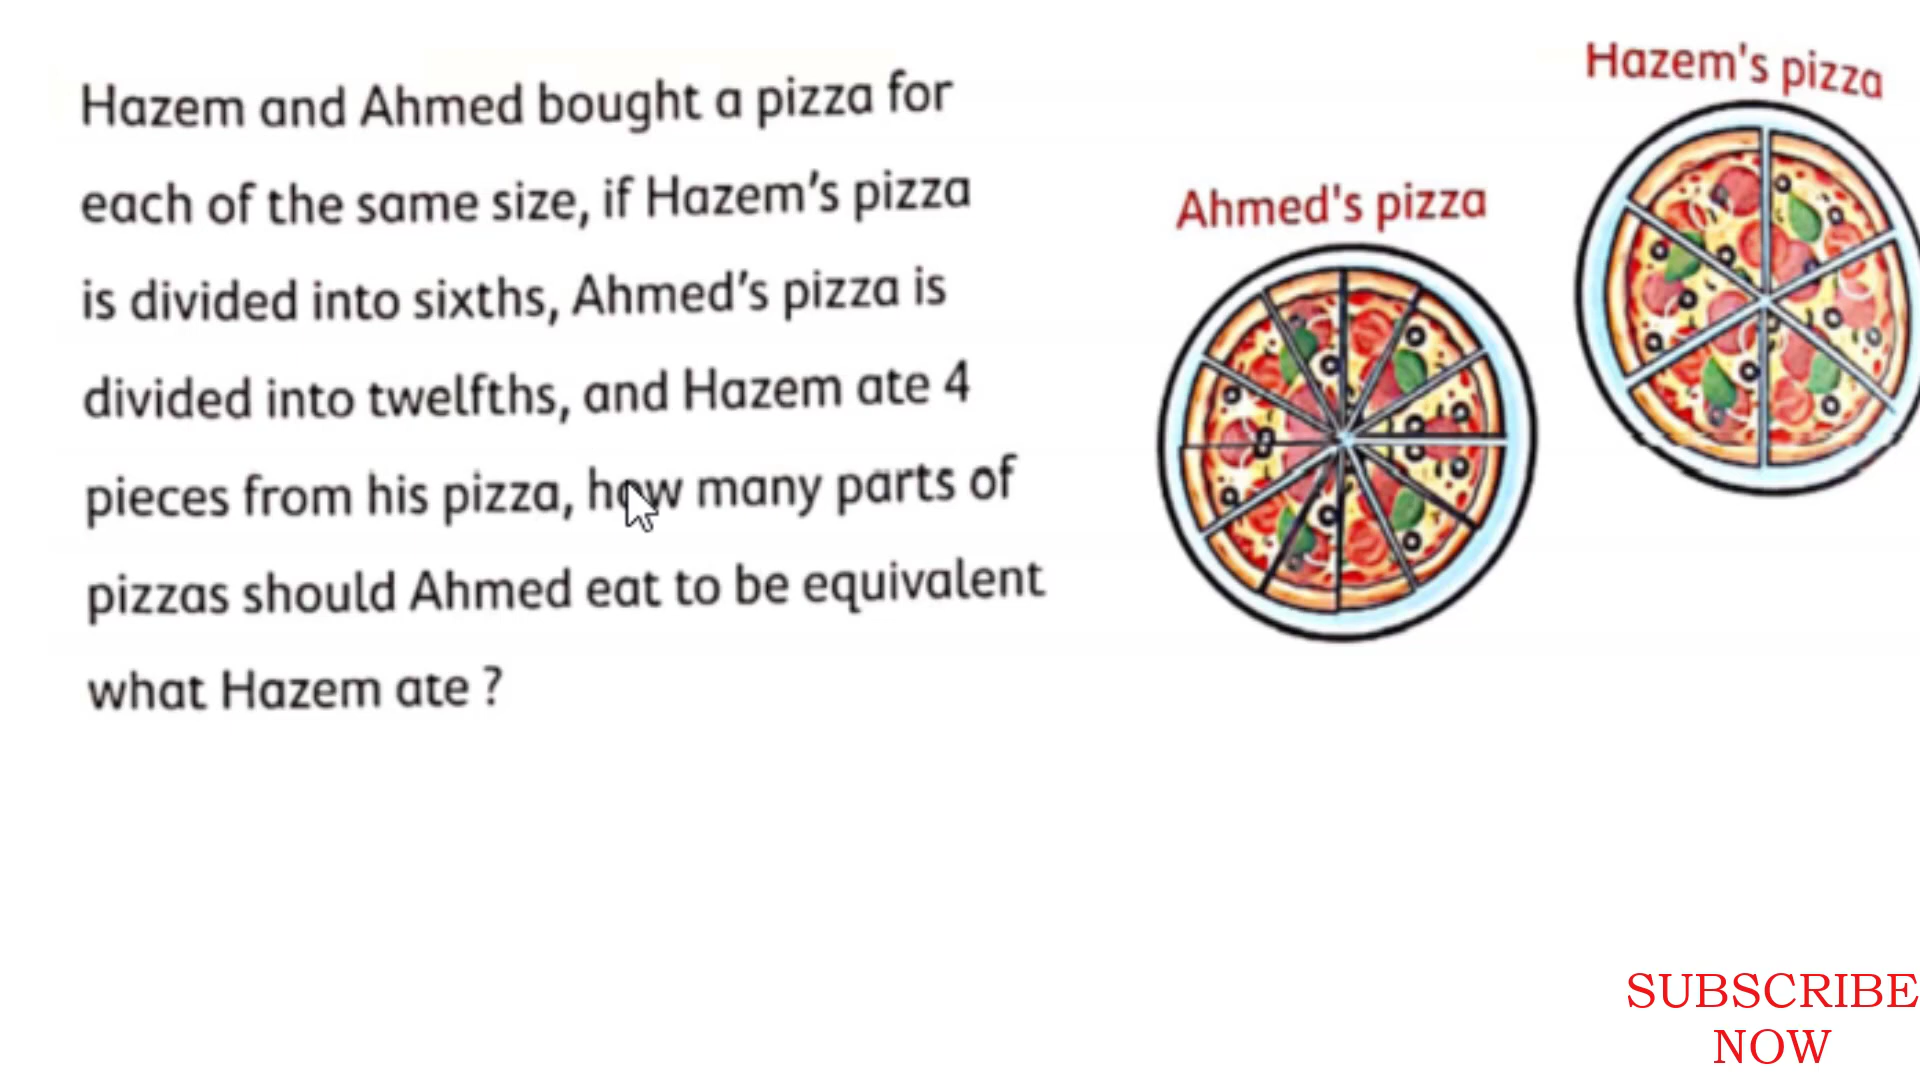 Hazem and Ahmed bought a pizza for
each of the same size, if Hazem's pizza
is divided into sixths, Ahmed's pizza is
divided into twelfths, and Hazem ate 4
pieces from his pizza, how many parts of
pizzas should Ahmed eat to be equivalent
what Hazem ate ?
Ahmed's pizza
Hazem's pizza
SUBSCRIBE
NOW